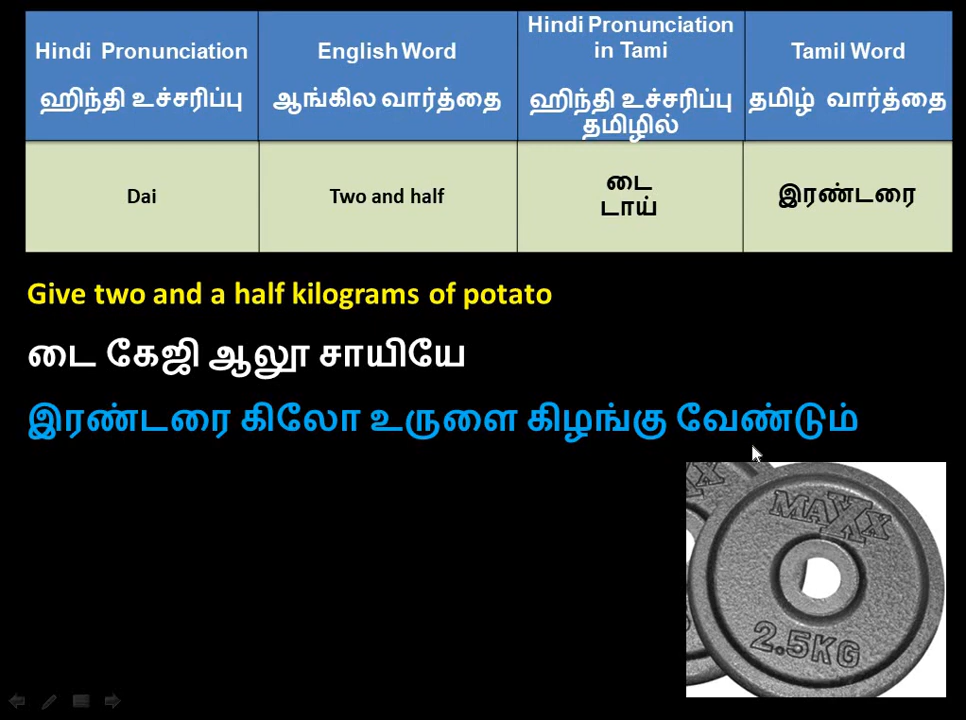 Hindi Pronunciation
ஹிந்தி உச்சரிப்பு
English Word
ஆங்கில வார்த்தை
Hindi Pronunciation
in Tami
ஹிந்தி உச்சரிப்பு
தமிழில்
Tamil Word
தமிழ் வார்த்தை
Dai
Two and half
டை
டாய்
இரண்டரை
Give two and a half kilograms of potato
டை கேஜி ஆலூ சாயியே
இரண்டரை கிலோ உருளை கிழங்கு வேண்டும்
MAXX
2.5KG